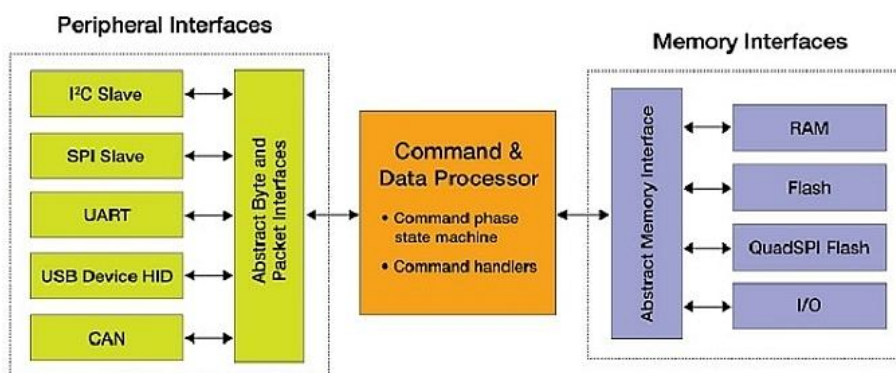 Peripheral Interfaces
I²C Slave
SPI Slave
UART
USB Device HID
CAN
Abstract Byte and
Packet Interfaces
Command &
Data Processor
• Command phase
state machine
• Command handlers
Memory Interfaces
Abstract Memory Interface
RAM
Flash
QuadSPI Flash
I/O